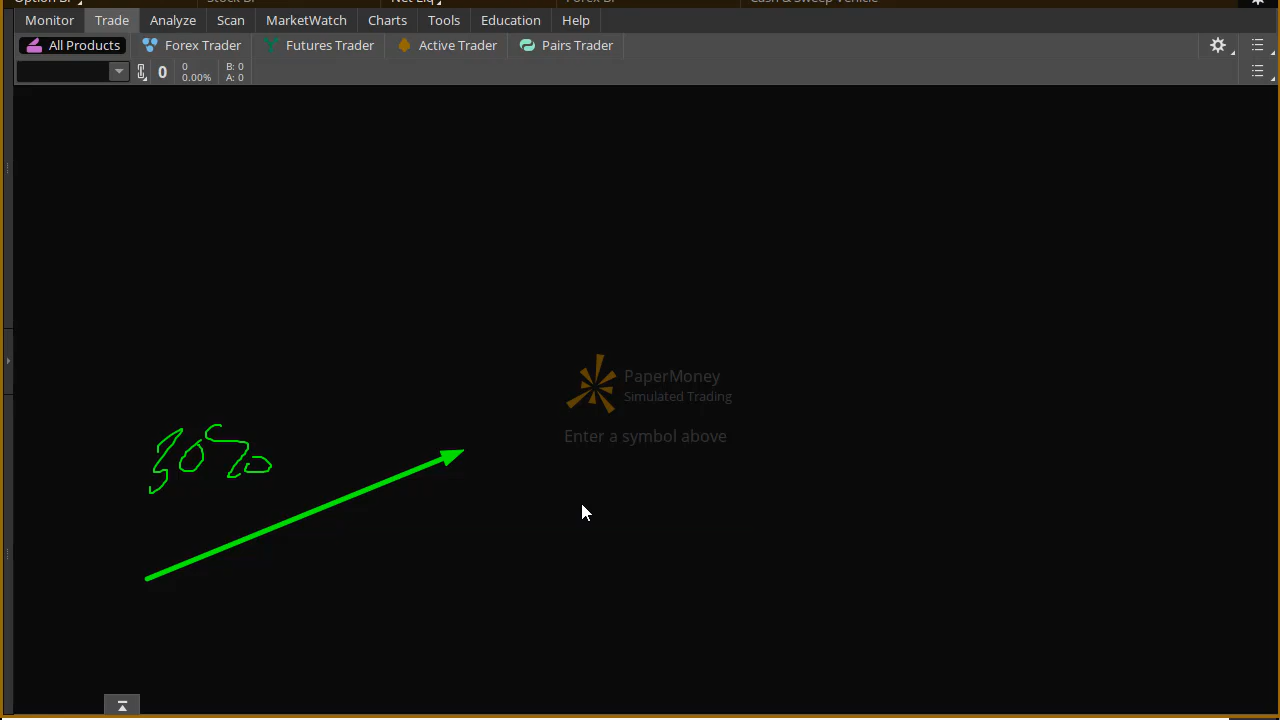 Monitor Trade Analyze Scan MarketWatch Charts Tools Education Help
All Products Forex Trader Futures Trader Active Trader Pairs Trader
0 0 B: 0
0.00% A: 0
PaperMoney
Simulated Trading
Enter a symbol above
30%